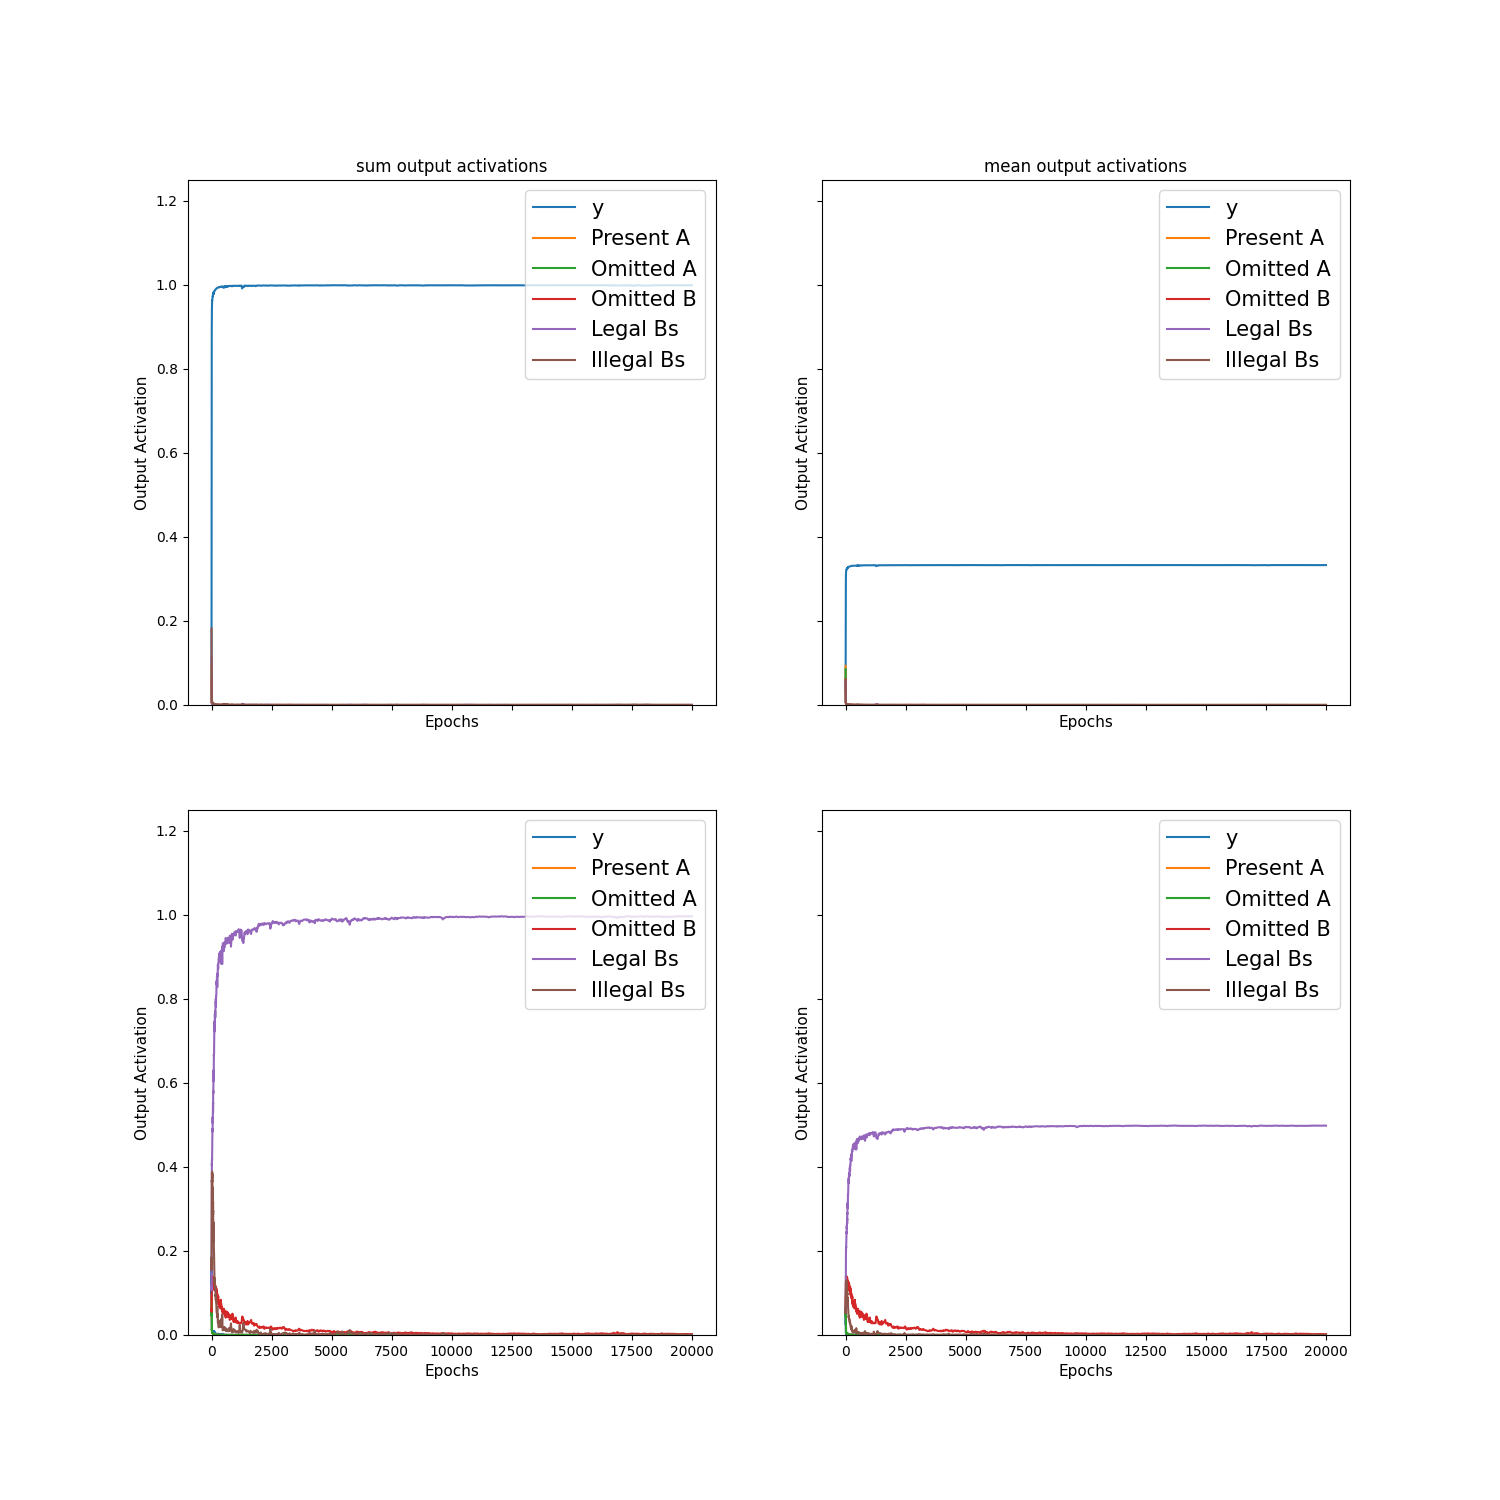 sum output activations
mean output activations
1.2
1.0
0.8
0.6
0.4
0.2
0.0
Output Activation
Epochs
y
Present A
Omitted A
Omitted B
Legal Bs
Illegal Bs
Output Activation
Epochs
y
Present A
Omitted A
Omitted B
Legal Bs
Illegal Bs
1.2
1.0
0.8
0.6
0.4
0.2
0.0
Output Activation
0 2500 5000 7500 10000 12500 15000 17500 20000
Epochs
y
Present A
Omitted A
Omitted B
Legal Bs
Illegal Bs
Output Activation
0 2500 5000 7500 10000 12500 15000 17500 20000
Epochs
y
Present A
Omitted A
Omitted B
Legal Bs
Illegal Bs